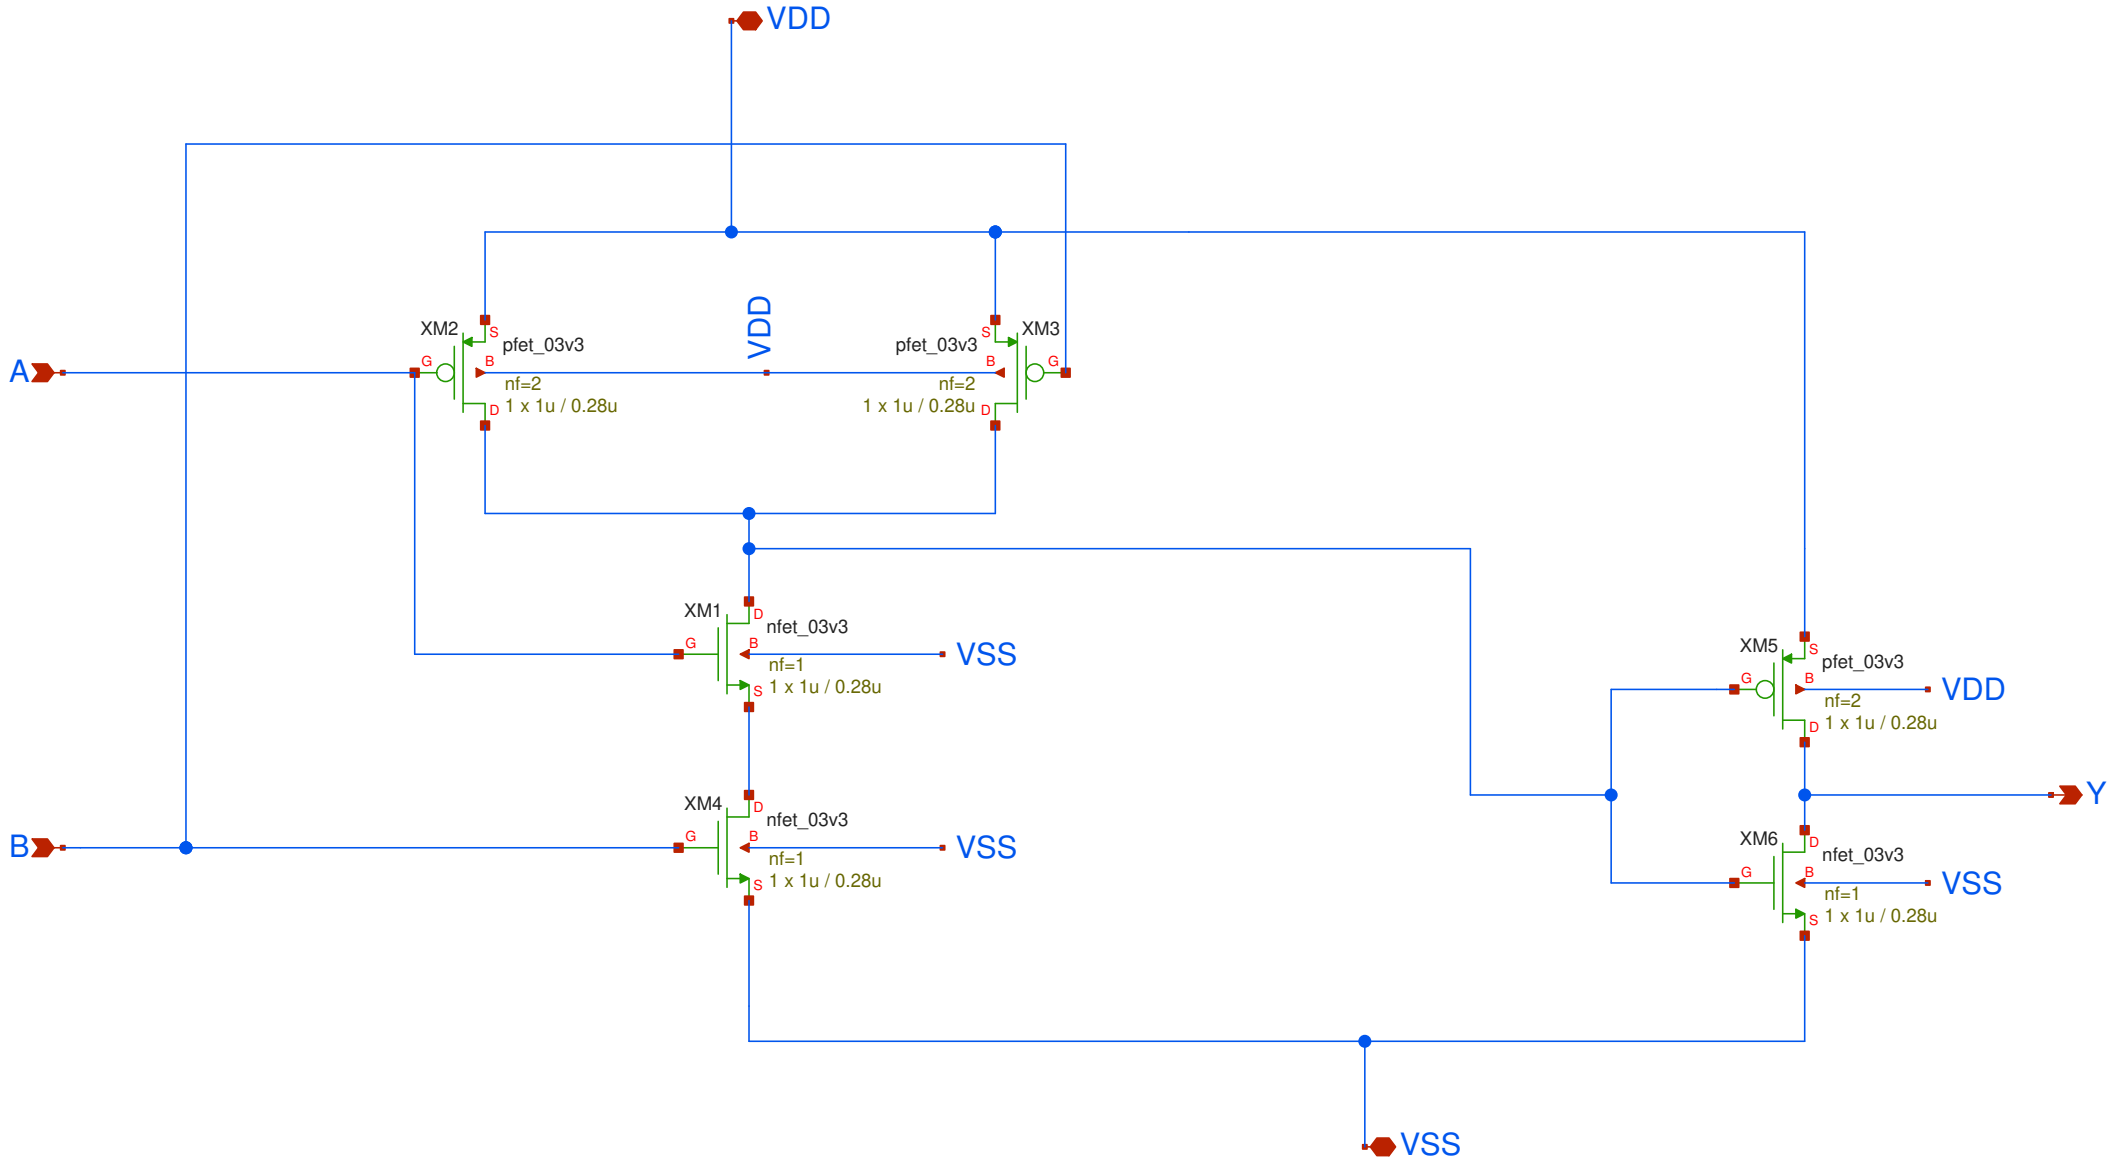 VDD
VDD
XM2
S
pfet_03v3
G
B
nf=2
D
1 x 1u / 0.28u
XM3
S
pfet_03v3
B
G
nf=2
1 x 1u / 0.28u
D
A
XM1
D
nfet_03v3
G
B
VSS
nf=1
S
1 x 1u / 0.28u
XM4
D
nfet_03v3
G
B
VSS
nf=1
S
1 x 1u / 0.28u
B
XM5
S
pfet_03v3
G
B
VDD
nf=2
D
1 x 1u / 0.28u
Y
XM6
D
nfet_03v3
G
B
VSS
nf=1
S
1 x 1u / 0.28u
VSS